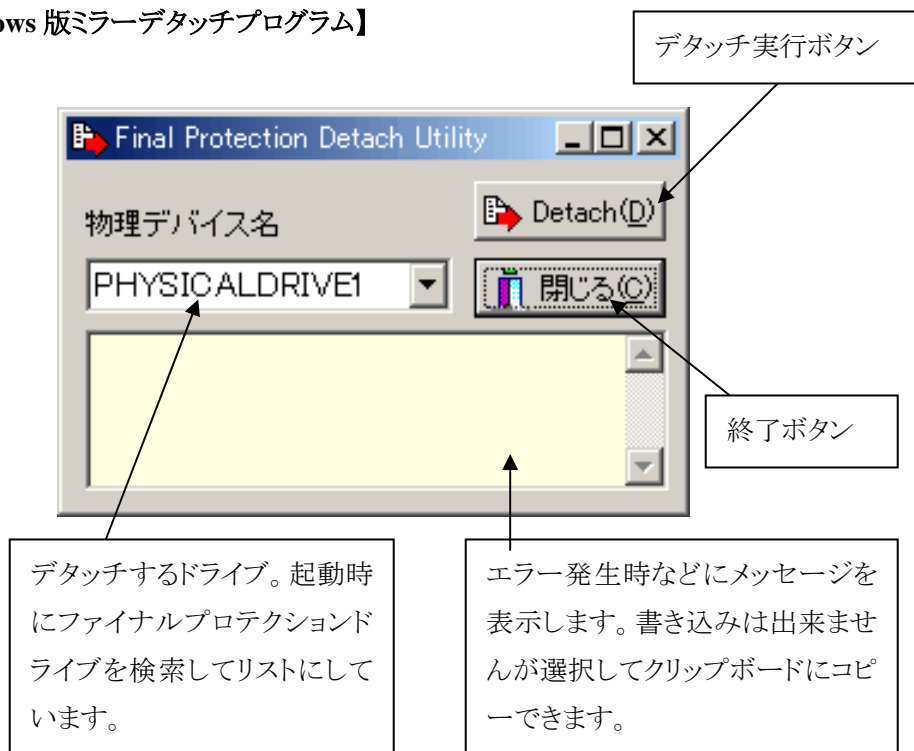 ows 版ミラーデタッチプログラム】
デタッチ実行ボタン
Final Protection Detach Utility
物理デバイス名
Detach(D)
PHYSICALDRIVE1
閉じる(C)
終了ボタン
デタッチするドライブ。起動時
にファイナルプロテクションド
ライブを検索してリストにして
います。
エラー発生時などにメッセージを
表示します。書き込みは出来ませ
んが選択してクリップボードにコピ
ーできます。